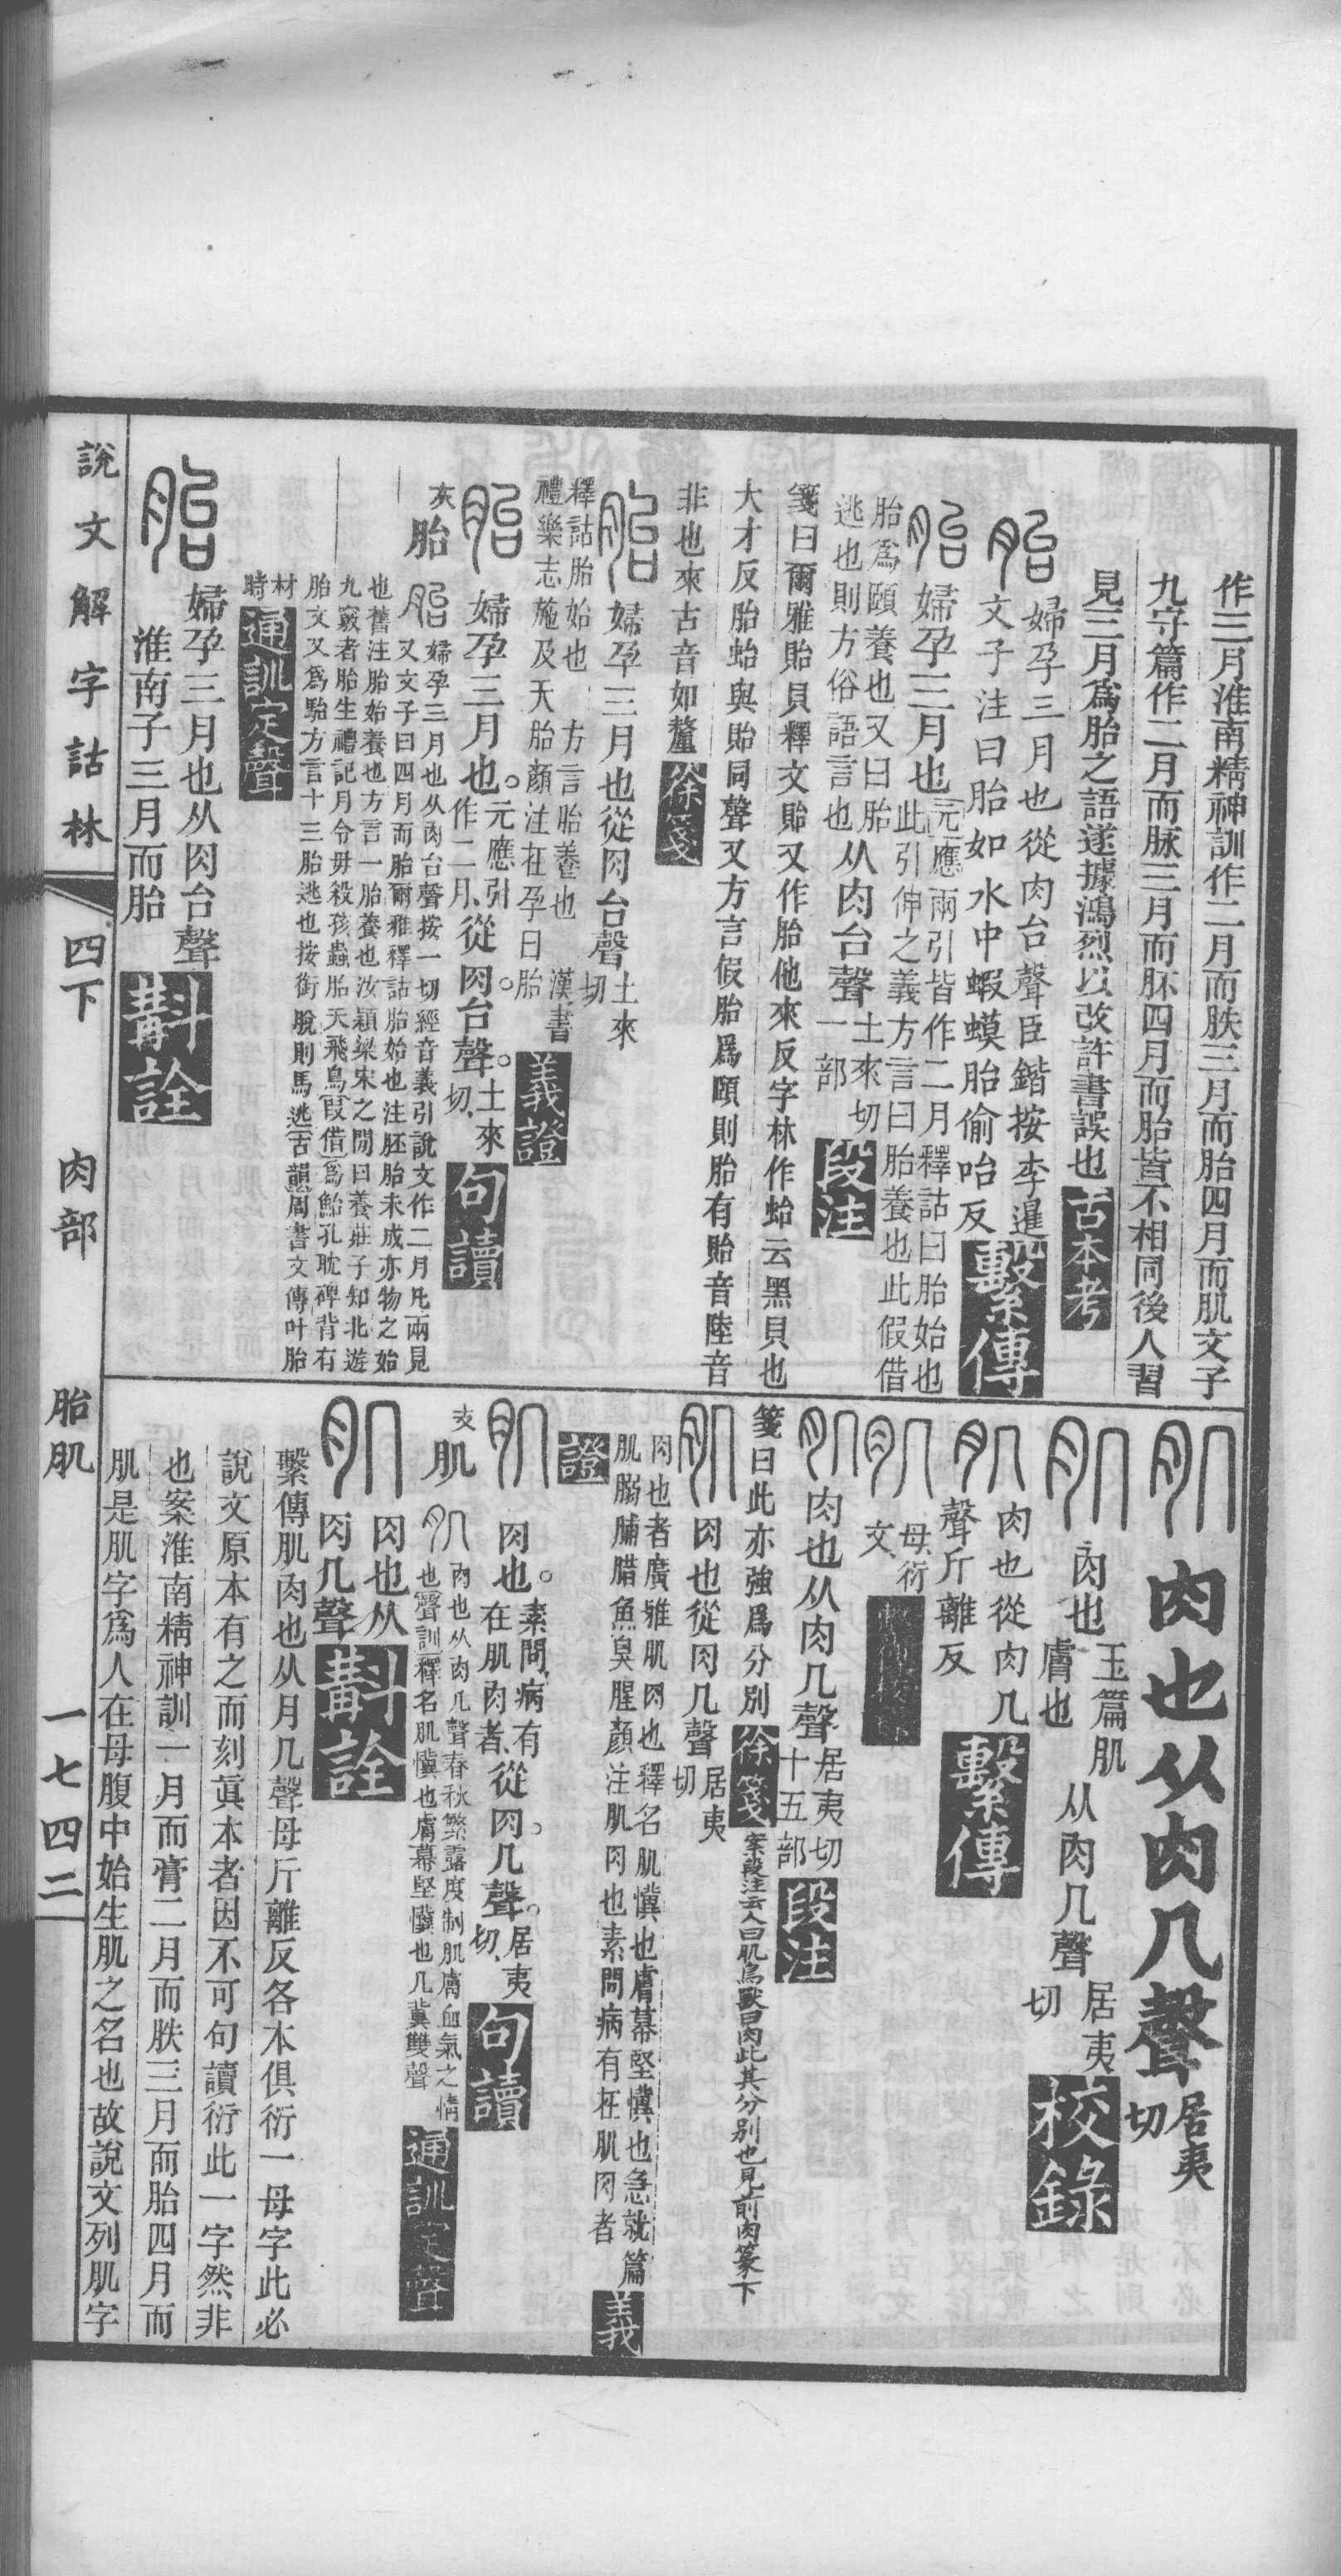 作三月淮南精神訓作二月而胅三月而胎四月而肌文子
九守篇作二月而脉三月而胚四月而胎皆不相同後人習
見三月爲胎之語遂據鴻烈以改許書誤也 古本考
婦孕三月也從肉台聲臣鍇按李暹
文子注曰胎如水中蝦蟆胎偷咍反 繫傳
婦孕三月也
元應兩引皆作二月釋詁曰胎始也
此引伸之義方言曰胎養也此假借
胎爲頤養也又曰胎
逃也則方俗語言也
从肉台聲
土來切
一部
段注
箋曰爾雅貽貝釋文貽又作胎他來反字林作蛤云黑貝也
大才反胎蛤與貽同聲又方言假胎爲頤則胎有貽音陸音
非也來古音如釐 徐箋
婦孕三月也從肉台聲
土來
切
釋詁胎始也 方言胎養也 漢書
禮樂志施及天胎顏注在孕曰胎
義證
婦孕三月也。
元應引
作二月、
從肉。台聲。
土來
切、
句讀
亥 胎
婦孕三月也从肉台聲按一切經音義引說文作二月凡兩見
又文子曰四月而胎爾雅釋詁胎始也注胚胎未成亦物之始
也舊注胎始養也方言一胎養也汝潁梁宋之閒曰養莊子知北遊
九竅者胎生禮記月令毋殺孩蟲胎夭飛鳥假借爲鮐孔耽碑背有
胎文又爲駘方言十三胎逃也按銜脫則馬逃古韻周書文傳叶胎
材
時
通訓定聲
婦孕三月也从肉台聲
淮南子三月而胎
斠詮
肉也从肉几聲
居夷
切
肉也
玉篇肌
膚也
从肉几聲
居夷
切
校錄
肉也從肉几
聲斤離反
繫傳
母、衍
文、
肉也从肉几聲
居夷切
十五部
段注
箋曰此亦強爲分別 徐箋
案段注云人曰肌鳥獸曰肉此其分別也見前肉篆下
肉也從肉几聲
居夷
切
肉也者廣雅肌肉也釋名肌懻也膚幕堅懻也急就篇
肌䐉脯腊魚臭腥顏注肌肉也素問病有在肌肉者
義
證
肉也。
素問、病有
在肌肉者、
從肉。几聲。
居夷
切、
句讀
亥 肌
肉也从肉几聲春秋繁露度制肌膚血氣之情
也聲訓釋名肌懻也膚幕堅懻也几冀雙聲
通訓定聲
肉也从
肉几聲
斠詮
繫傳肌肉也从月几聲母斤離反各本俱衍一母字此必
說文原本有之而刻眞本者因不可句讀衍此一字然非
也案淮南精神訓一月而膏二月而胅三月而胎四月而
肌是肌字爲人在母腹中始生肌之名也故說文列肌字
說文解字詁林
四下 肉部 胎肌 一七四二